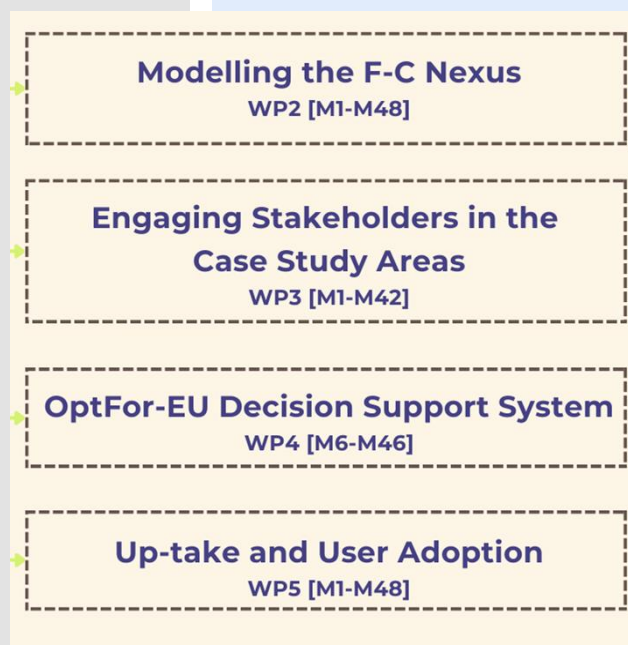 Modelling the F-C Nexus
WP2 [M1-M48]
Engaging Stakeholders in the
Case Study Areas
WP3 [M1-M42]
OptFor-EU Decision Support System
WP4 [M6-M46]
Up-take and User Adoption
WP5 [M1-M48]